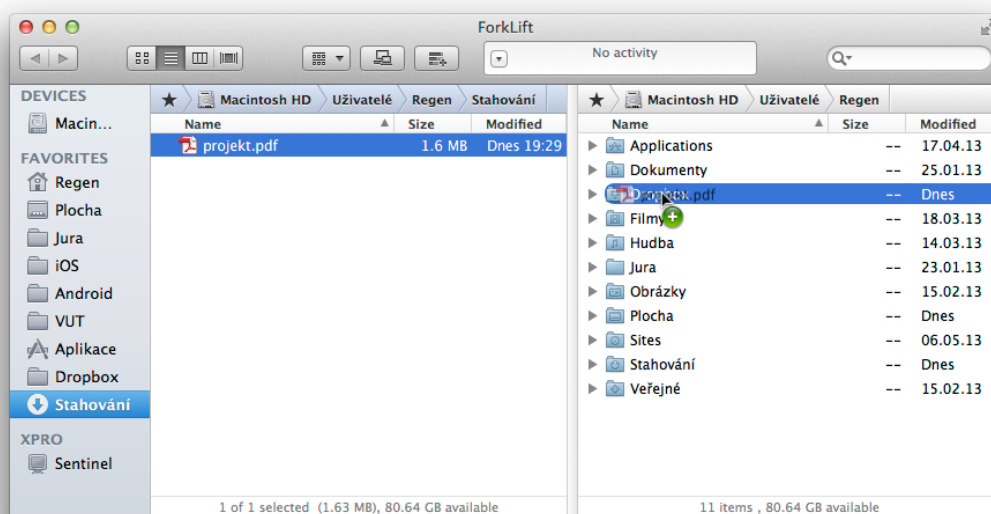 ForkLift
No activity
DEVICES
Macin...
FAVORITES
Regen
Plocha
Jura
iOS
Android
VUT
Aplikace
Dropbox
Stahování
XPRO
Sentinel
Macintosh HD Uživatelé Regen Stahování
Name Size Modified
projekt.pdf 1.6 MB Dnes 19:29
1 of 1 selected (1.63 MB), 80.64 GB available
Macintosh HD Uživatelé Regen
Name Size Modified
Applications -- 17.04.13
Dokumenty -- 25.01.13
Dropbox projekt.pdf -- Dnes
Filmy -- 18.03.13
Hudba -- 14.03.13
Jura -- 23.01.13
Obrázky -- 15.02.13
Plocha -- Dnes
Sites -- 06.05.13
Stahování -- Dnes
Veřejné -- 15.02.13
11 items , 80.64 GB available